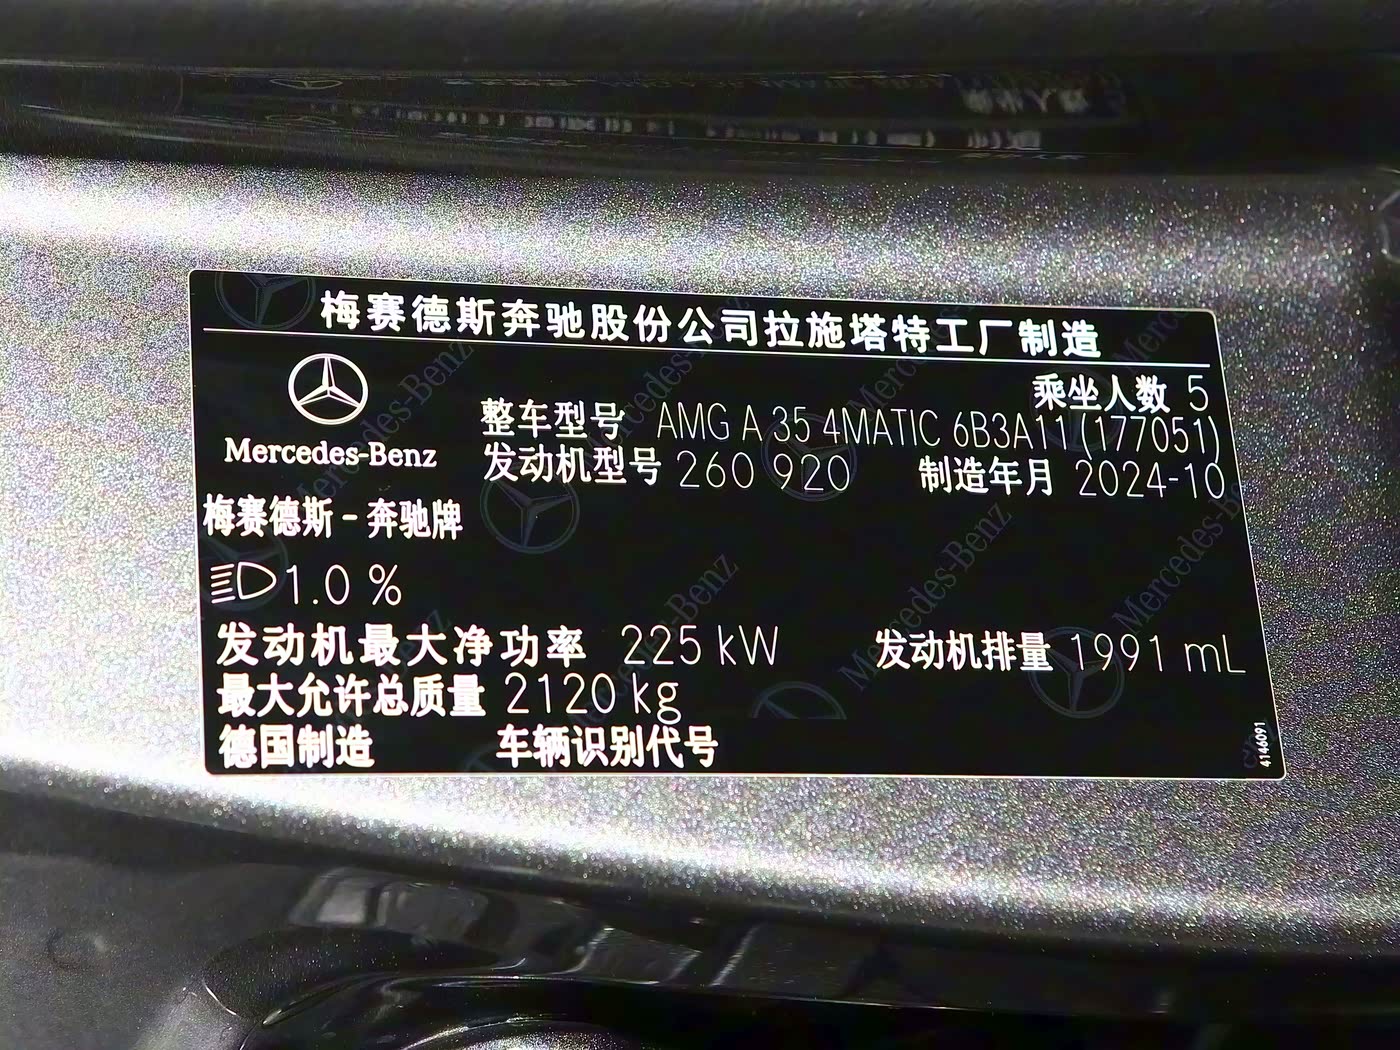 梅赛德斯奔驰股份公司拉施塔特工厂制造
乘坐人数 5
Mercedes-Benz
整车型号 AMG A 35 4MATIC 6B3A11(177051)
发动机型号 260 920 制造年月 2024-10
梅赛德斯-奔驰牌
1.0 %
发动机最大净功率 225 kW 发动机排量 1991 mL
最大允许总质量 2120 kg
德国制造 车辆识别代号
4146091